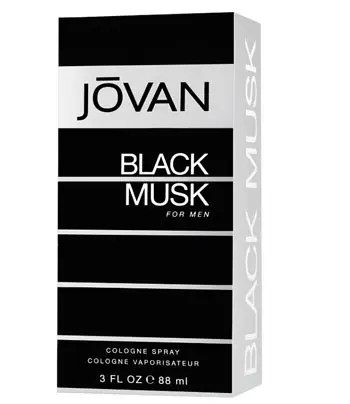 JŌVAN
BLACK
MUSK
FOR MEN
COLOGNE SPRAY
COLOGNE VAPORISATEUR
3 FL OZ ℮ 88 ml
BLACK MUSK